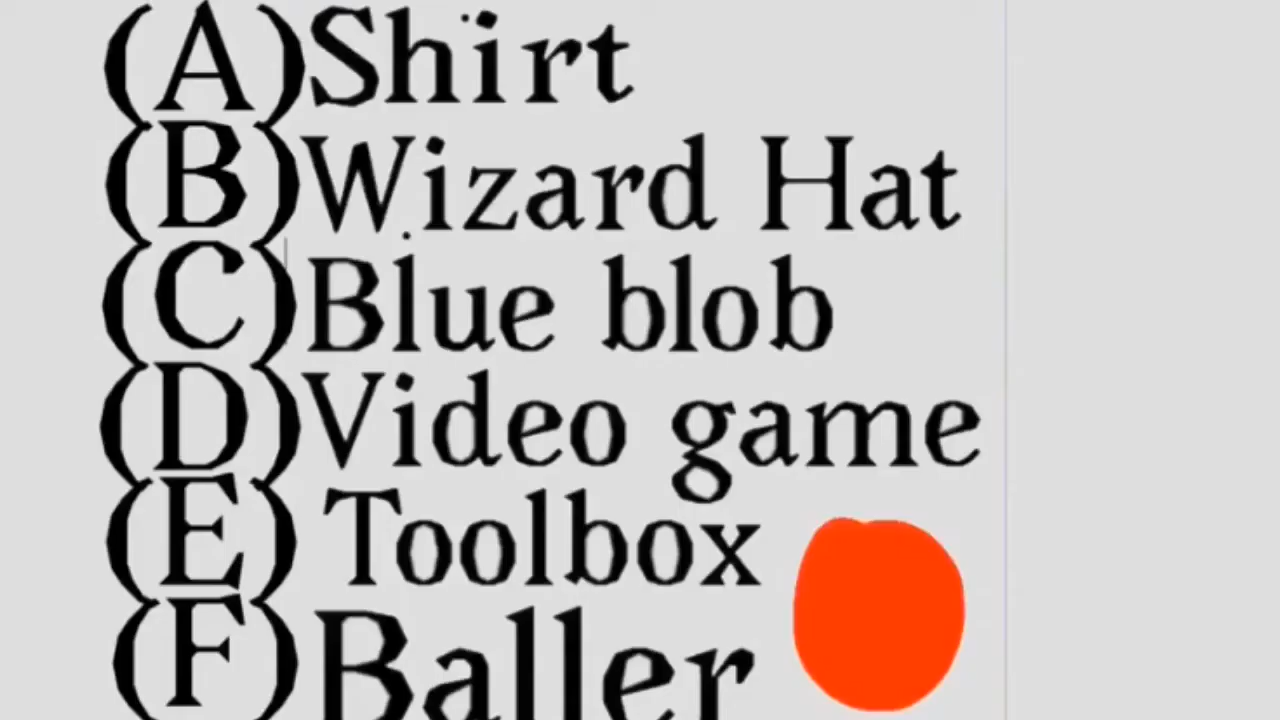 (A)Shirt
(B)Wizard Hat
(C)Blue blob
(D)Video game
(E) Toolbox
(F) Baller